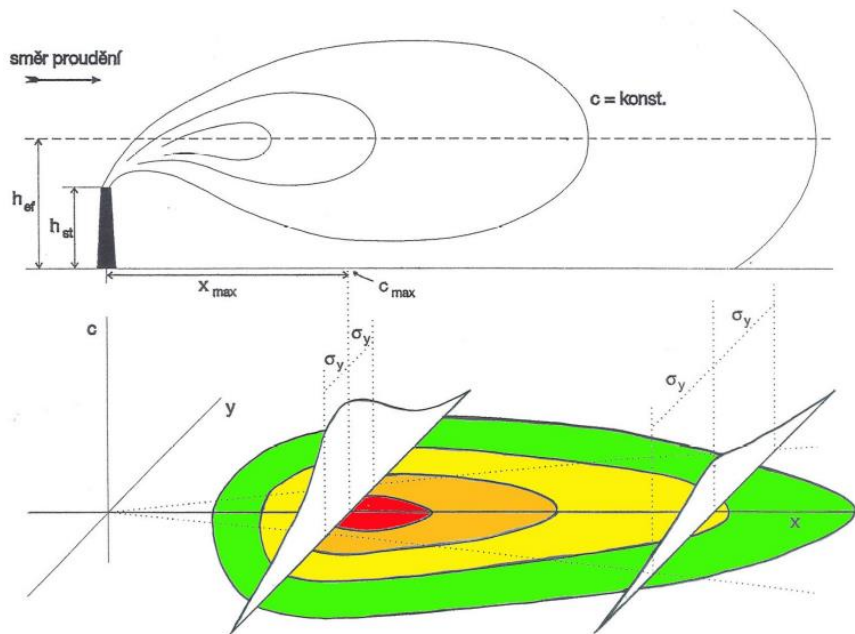 směr proudění
c = konst.
h_ef
h_st
x_max
c_max
c
σ_y
σ_y
σ_y
σ_y
y
x